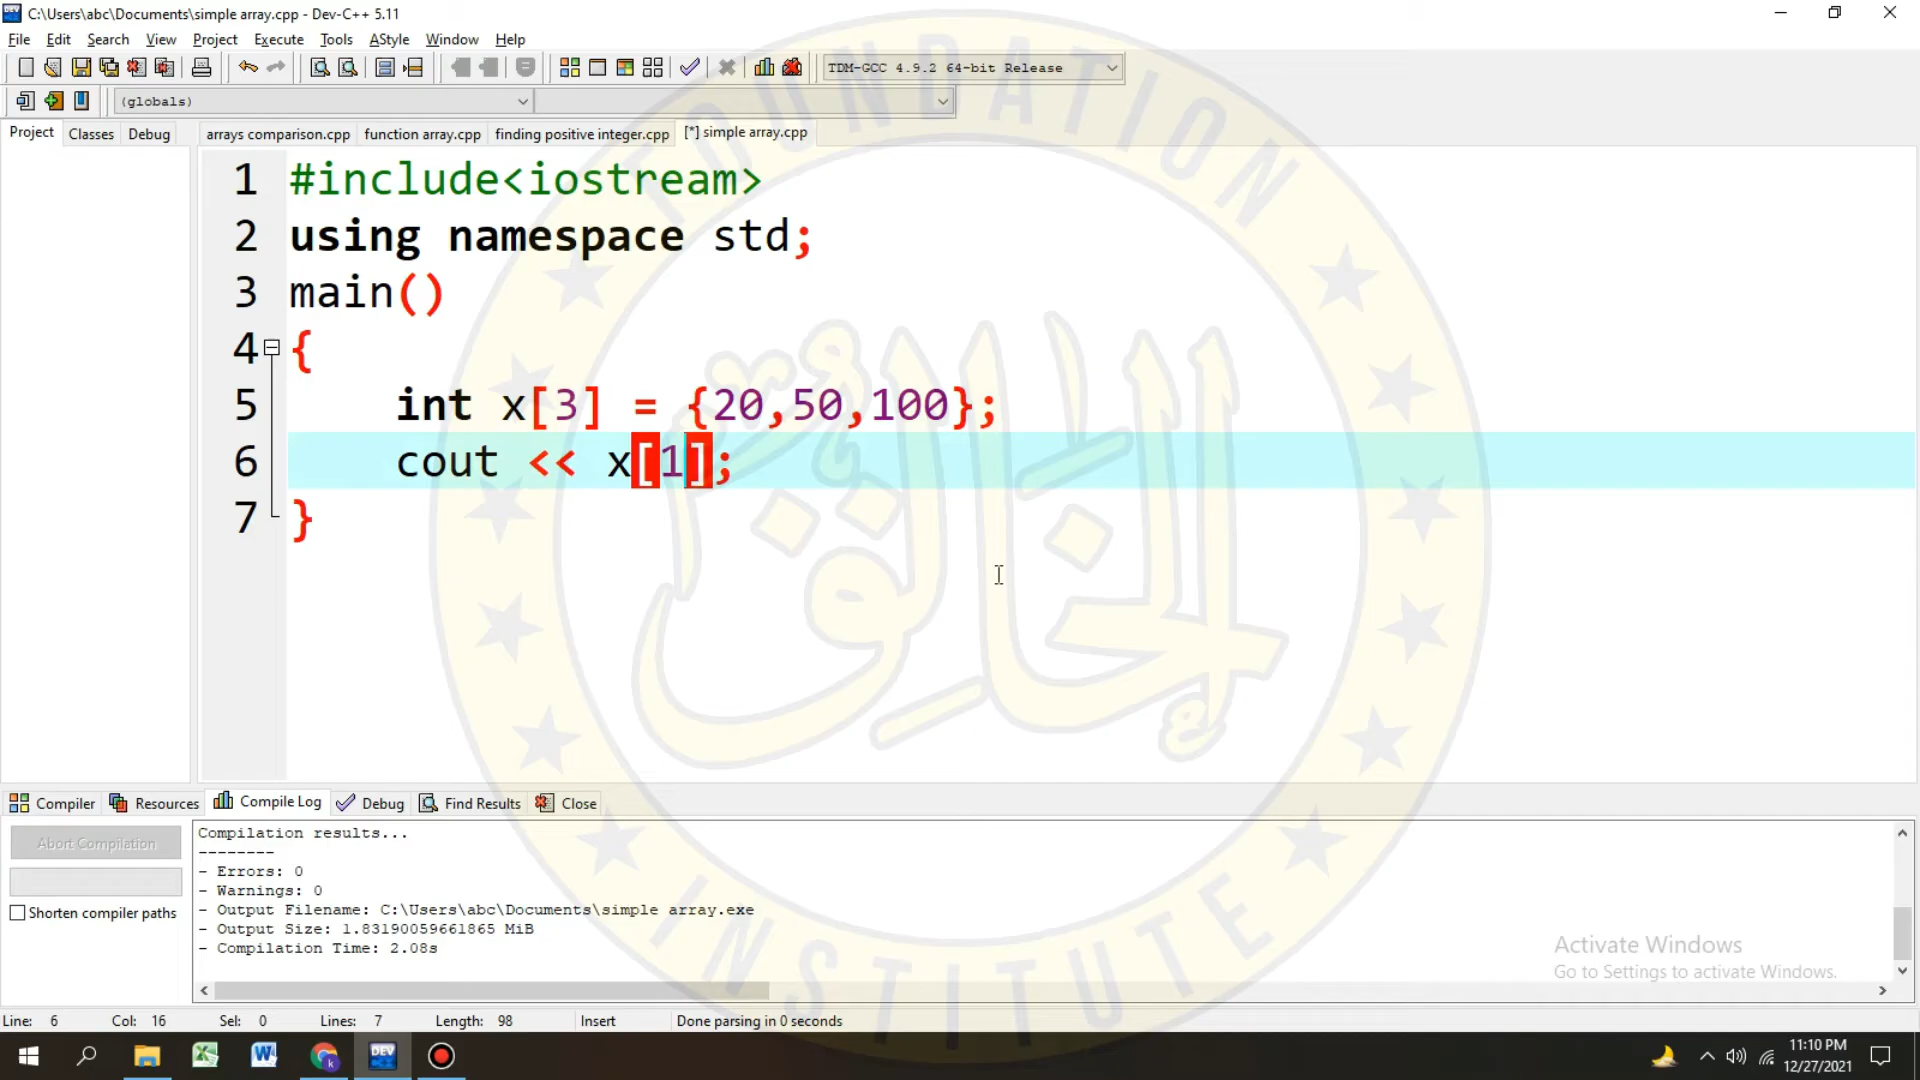 C:\Users\abc\Documents\simple array.cpp - Dev-C++ 5.11
File Edit Search View Project Execute Tools AStyle Window Help
TDM-GCC 4.9.2 64-bit Release
(globals)
Project Classes Debug
arrays comparison.cpp function array.cpp finding positive integer.cpp [*] simple array.cpp
1 #include<iostream>
2 using namespace std;
3 main()
4 {
5 int x[3] = {20,50,100};
6 cout << x[1];
7 }
FOUNDATION
INSTITUTE
Compiler Resources Compile Log Debug Find Results Close
Abort Compilation
Shorten compiler paths
Compilation results...
--------
- Errors: 0
- Warnings: 0
- Output Filename: C:\Users\abc\Documents\simple array.exe
- Output Size: 1.83190059661865 MiB
- Compilation Time: 2.08s
Activate Windows
Go to Settings to activate Windows.
Line: 6 Col: 16 Sel: 0 Lines: 7 Length: 98 Insert Done parsing in 0 seconds
DEV
11:10 PM
12/27/2021